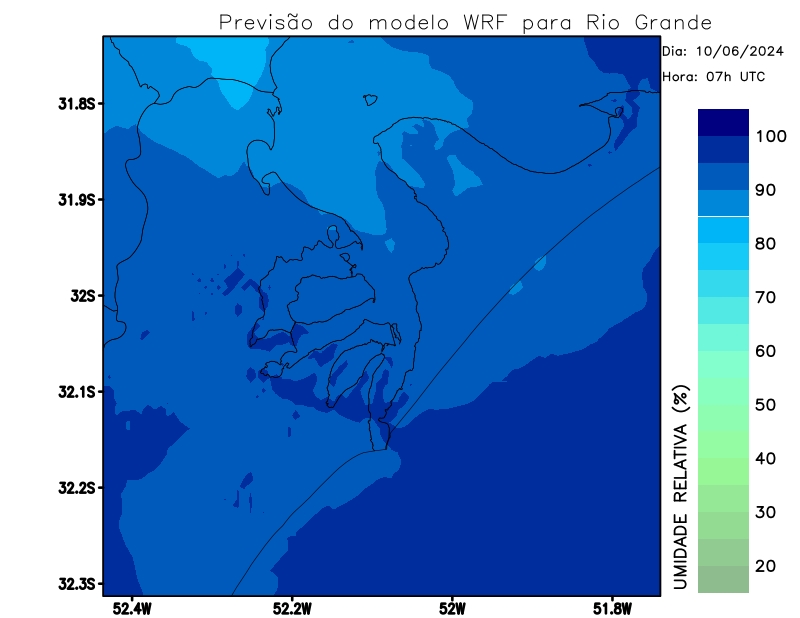 Previsão do modelo WRF para Rio Grande
Dia: 10/06/2024
Hora: 07h UTC
31.8S
31.9S
32S
32.1S
32.2S
32.3S
52.4W
52.2W
52W
51.8W
100
90
80
70
60
50
40
30
20
UMIDADE RELATIVA (%)